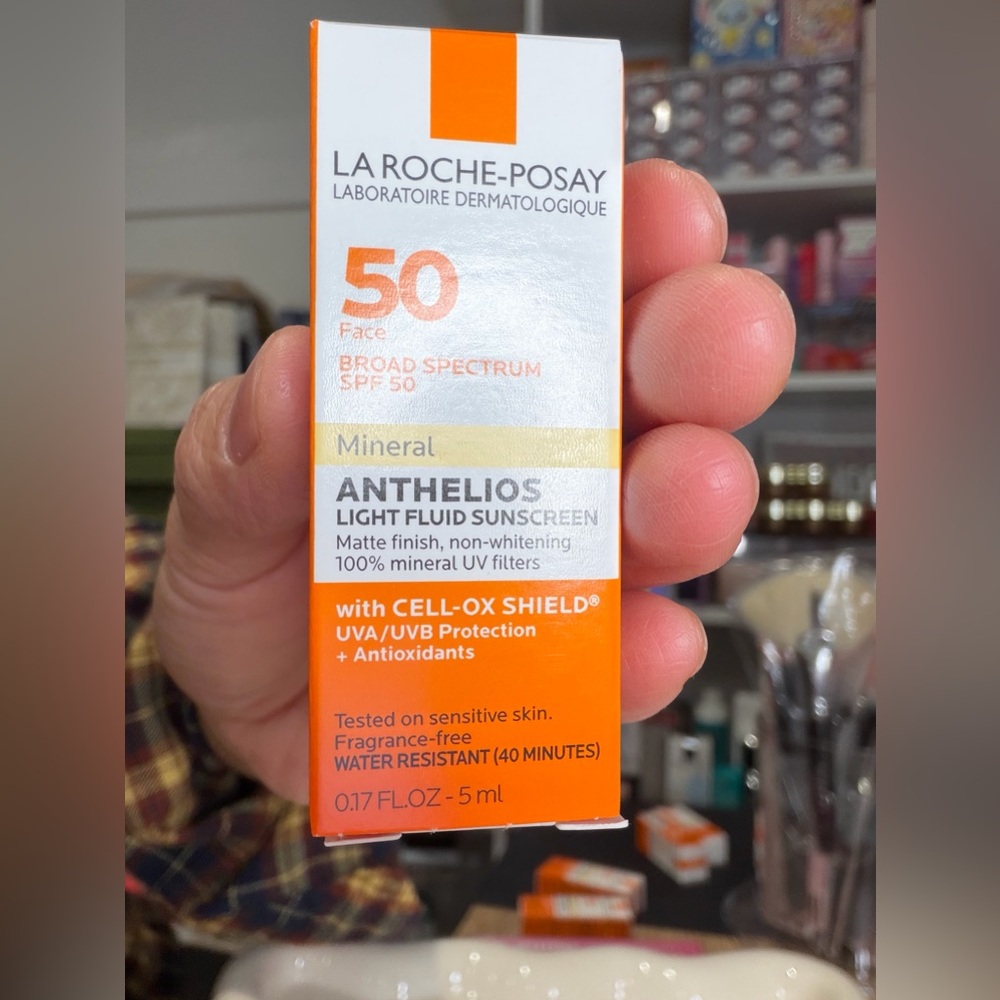 LA ROCHE-POSAY
LABORATOIRE DERMATOLOGIQUE
50
Face
BROAD SPECTRUM
SPF 50
Mineral
ANTHELIOS
LIGHT FLUID SUNSCREEN
Matte finish, non-whitening
100% mineral UV filters
with CELL-OX SHIELD®
UVA/UVB Protection
+ Antioxidants
Tested on sensitive skin.
Fragrance-free
WATER RESISTANT (40 MINUTES)
0.17 FL.OZ - 5 ml